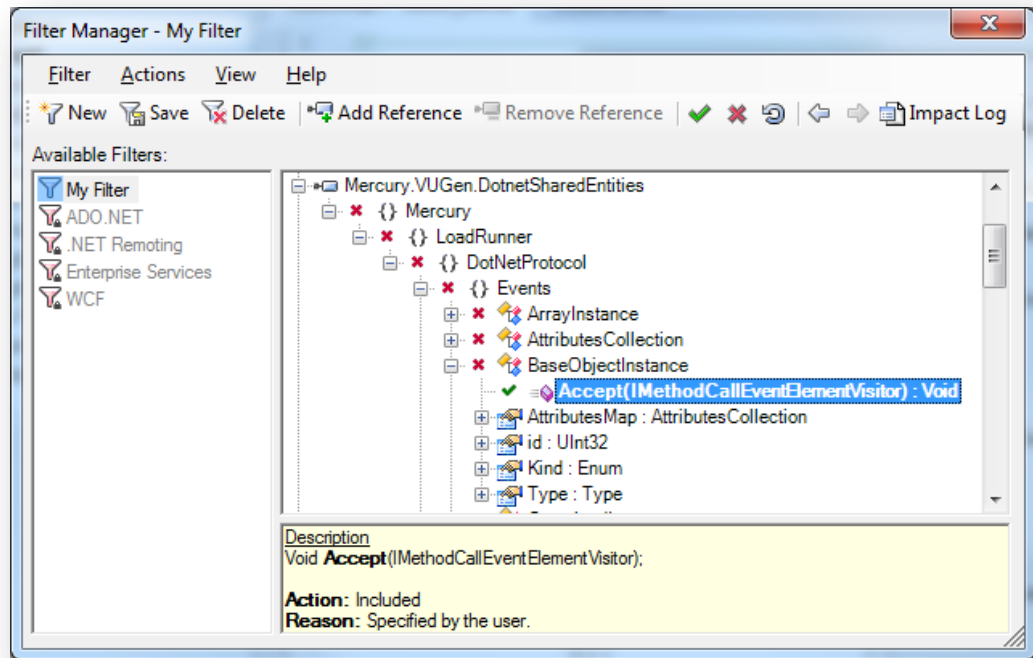 Filter Manager - My Filter
Filter Actions View Help
New Save Delete Add Reference Remove Reference Impact Log
Available Filters:
My Filter
ADO.NET
.NET Remoting
Enterprise Services
WCF
Mercury.VUGen.DotnetSharedEntities
{} Mercury
{} LoadRunner
{} DotNetProtocol
{} Events
ArrayInstance
AttributesCollection
BaseObjectInstance
Accept(IMethodCallEventElementVisitor) : Void
AttributesMap : AttributesCollection
id : UInt32
Kind : Enum
Type : Type
Description
Void Accept(IMethodCallEventElementVisitor);
Action: Included
Reason: Specified by the user.